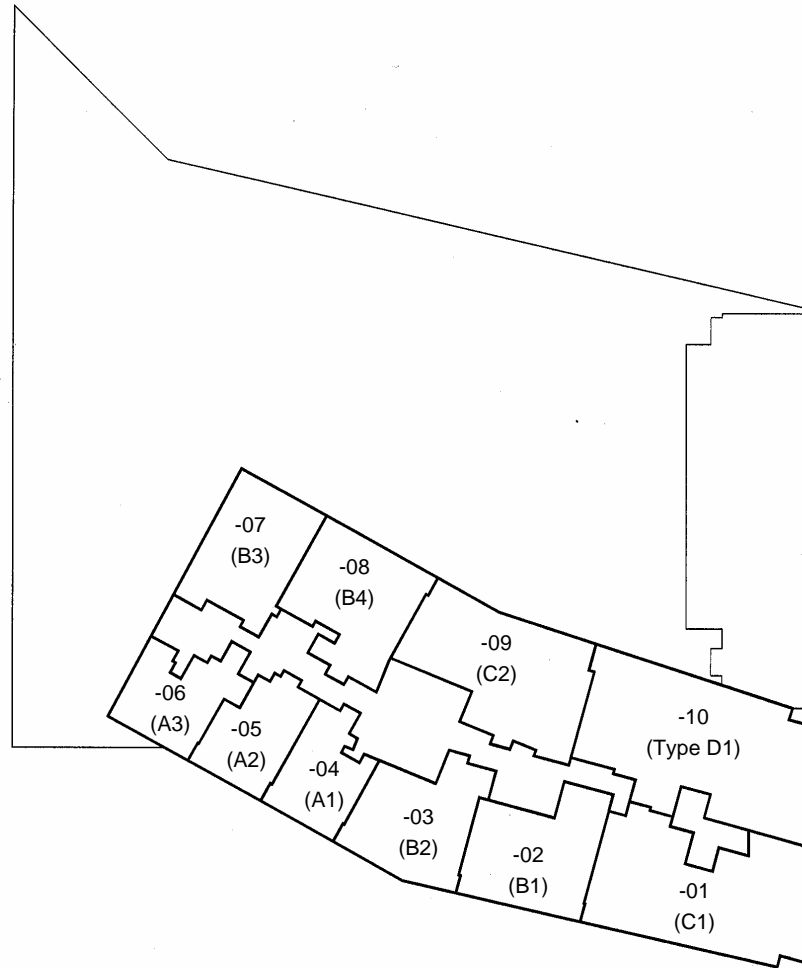 -07
(B3)
-08
(B4)
-09
(C2)
-10
(Type D1)
-06
(A3)
-05
(A2)
-04
(A1)
-03
(B2)
-02
(B1)
-01
(C1)